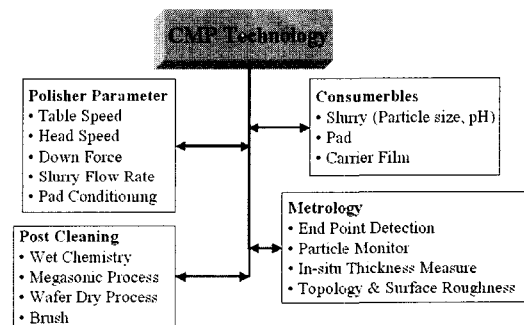 CMP Technology
Polisher Parameter
• Table Speed
• Head Speed
• Down Force
• Slurry Flow Rate
• Pad Conditioning
Consumerbles
• Slurry (Particle size, pH)
• Pad
• Carrier Film
Post Cleaning
• Wet Chemistry
• Megasonic Process
• Wafer Dry Process
• Brush
Metrology
• End Point Detection
• Particle Monitor
• In-situ Thickness Measure
• Topology & Surface Roughness